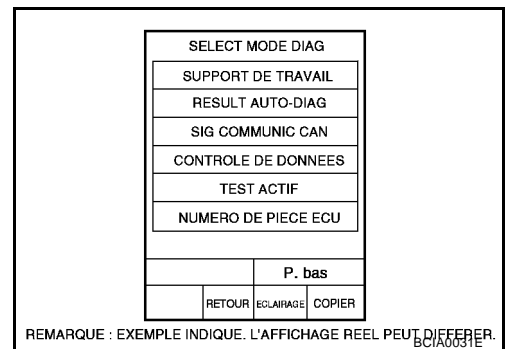 SELECT MODE DIAG
SUPPORT DE TRAVAIL
RESULT AUTO-DIAG
SIG COMMUNIC CAN
CONTROLE DE DONNEES
TEST ACTIF
NUMERO DE PIECE ECU
P. bas
RETOUR ECLAIRAGE COPIER
REMARQUE : EXEMPLE INDIQUE. L'AFFICHAGE REEL PEUT DIFFERER.
BCIA0031E